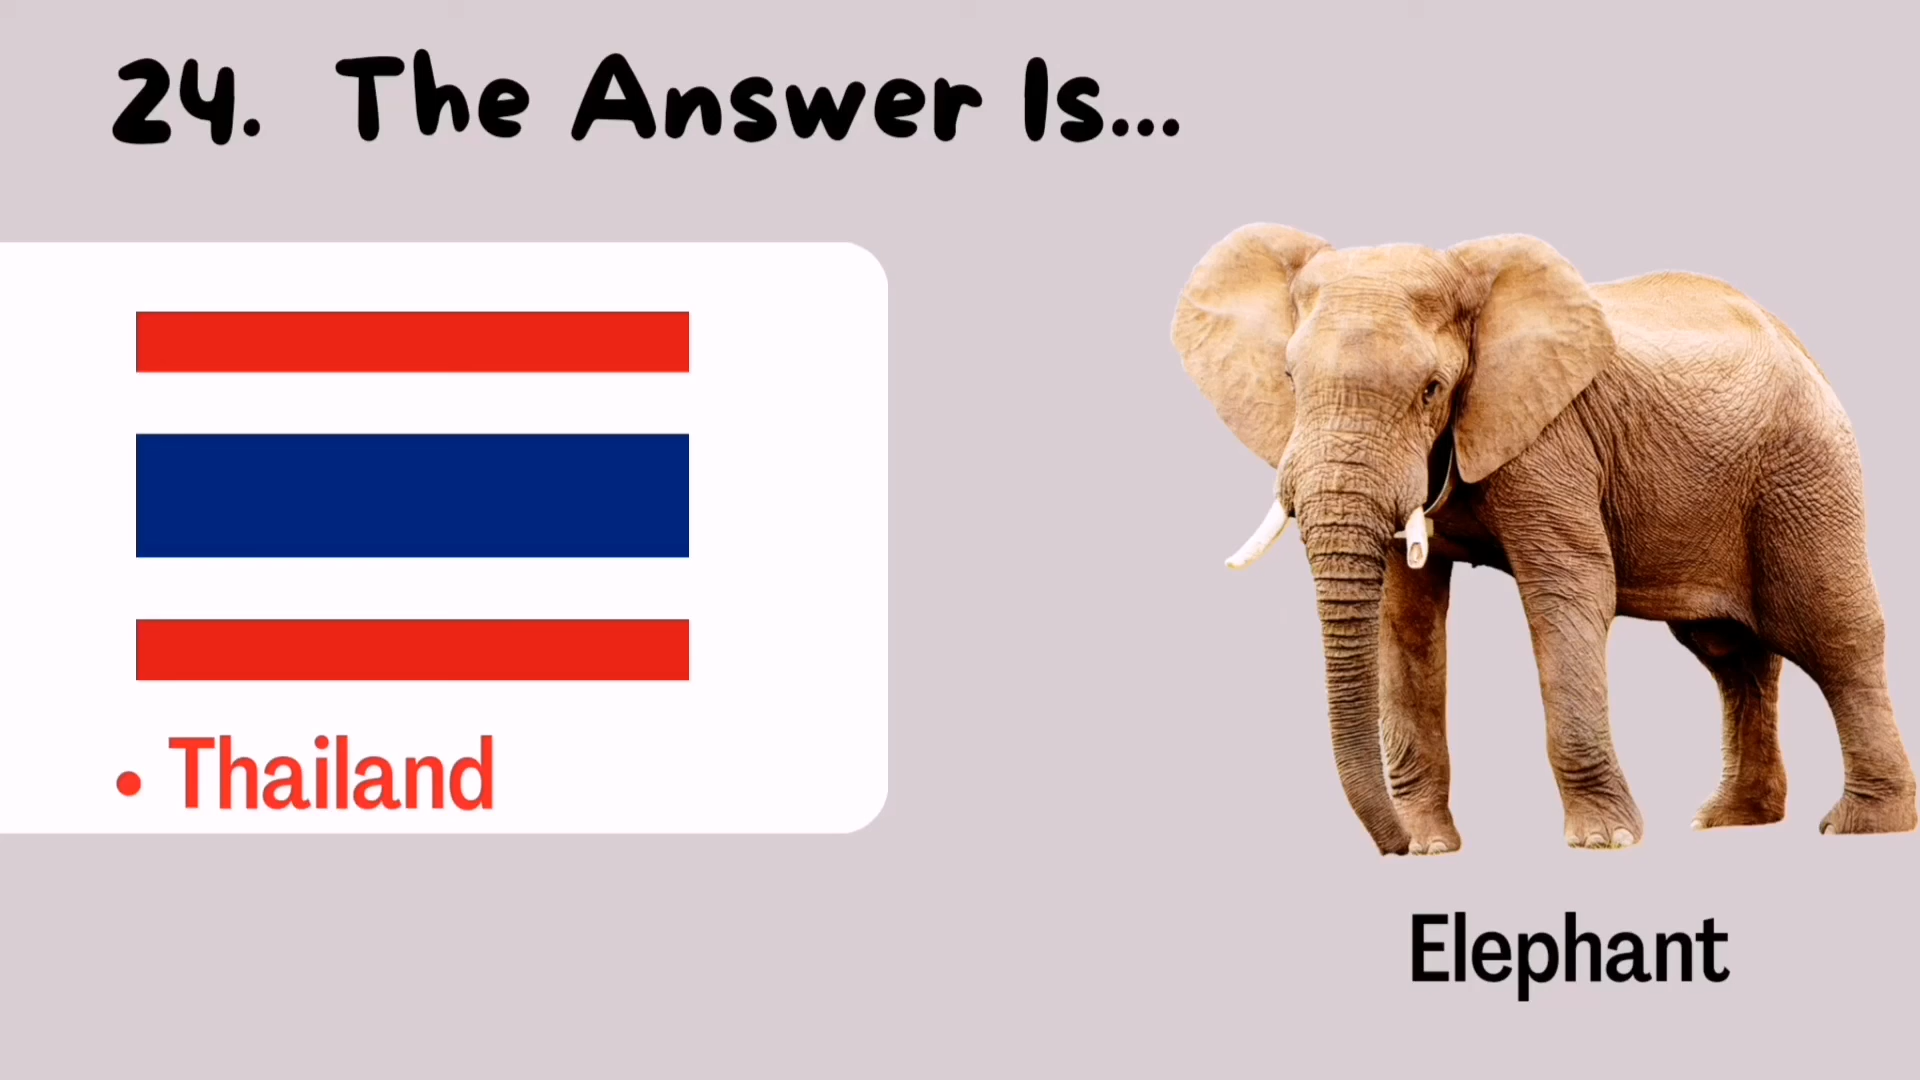 24. The Answer Is...
• Thailand
Elephant